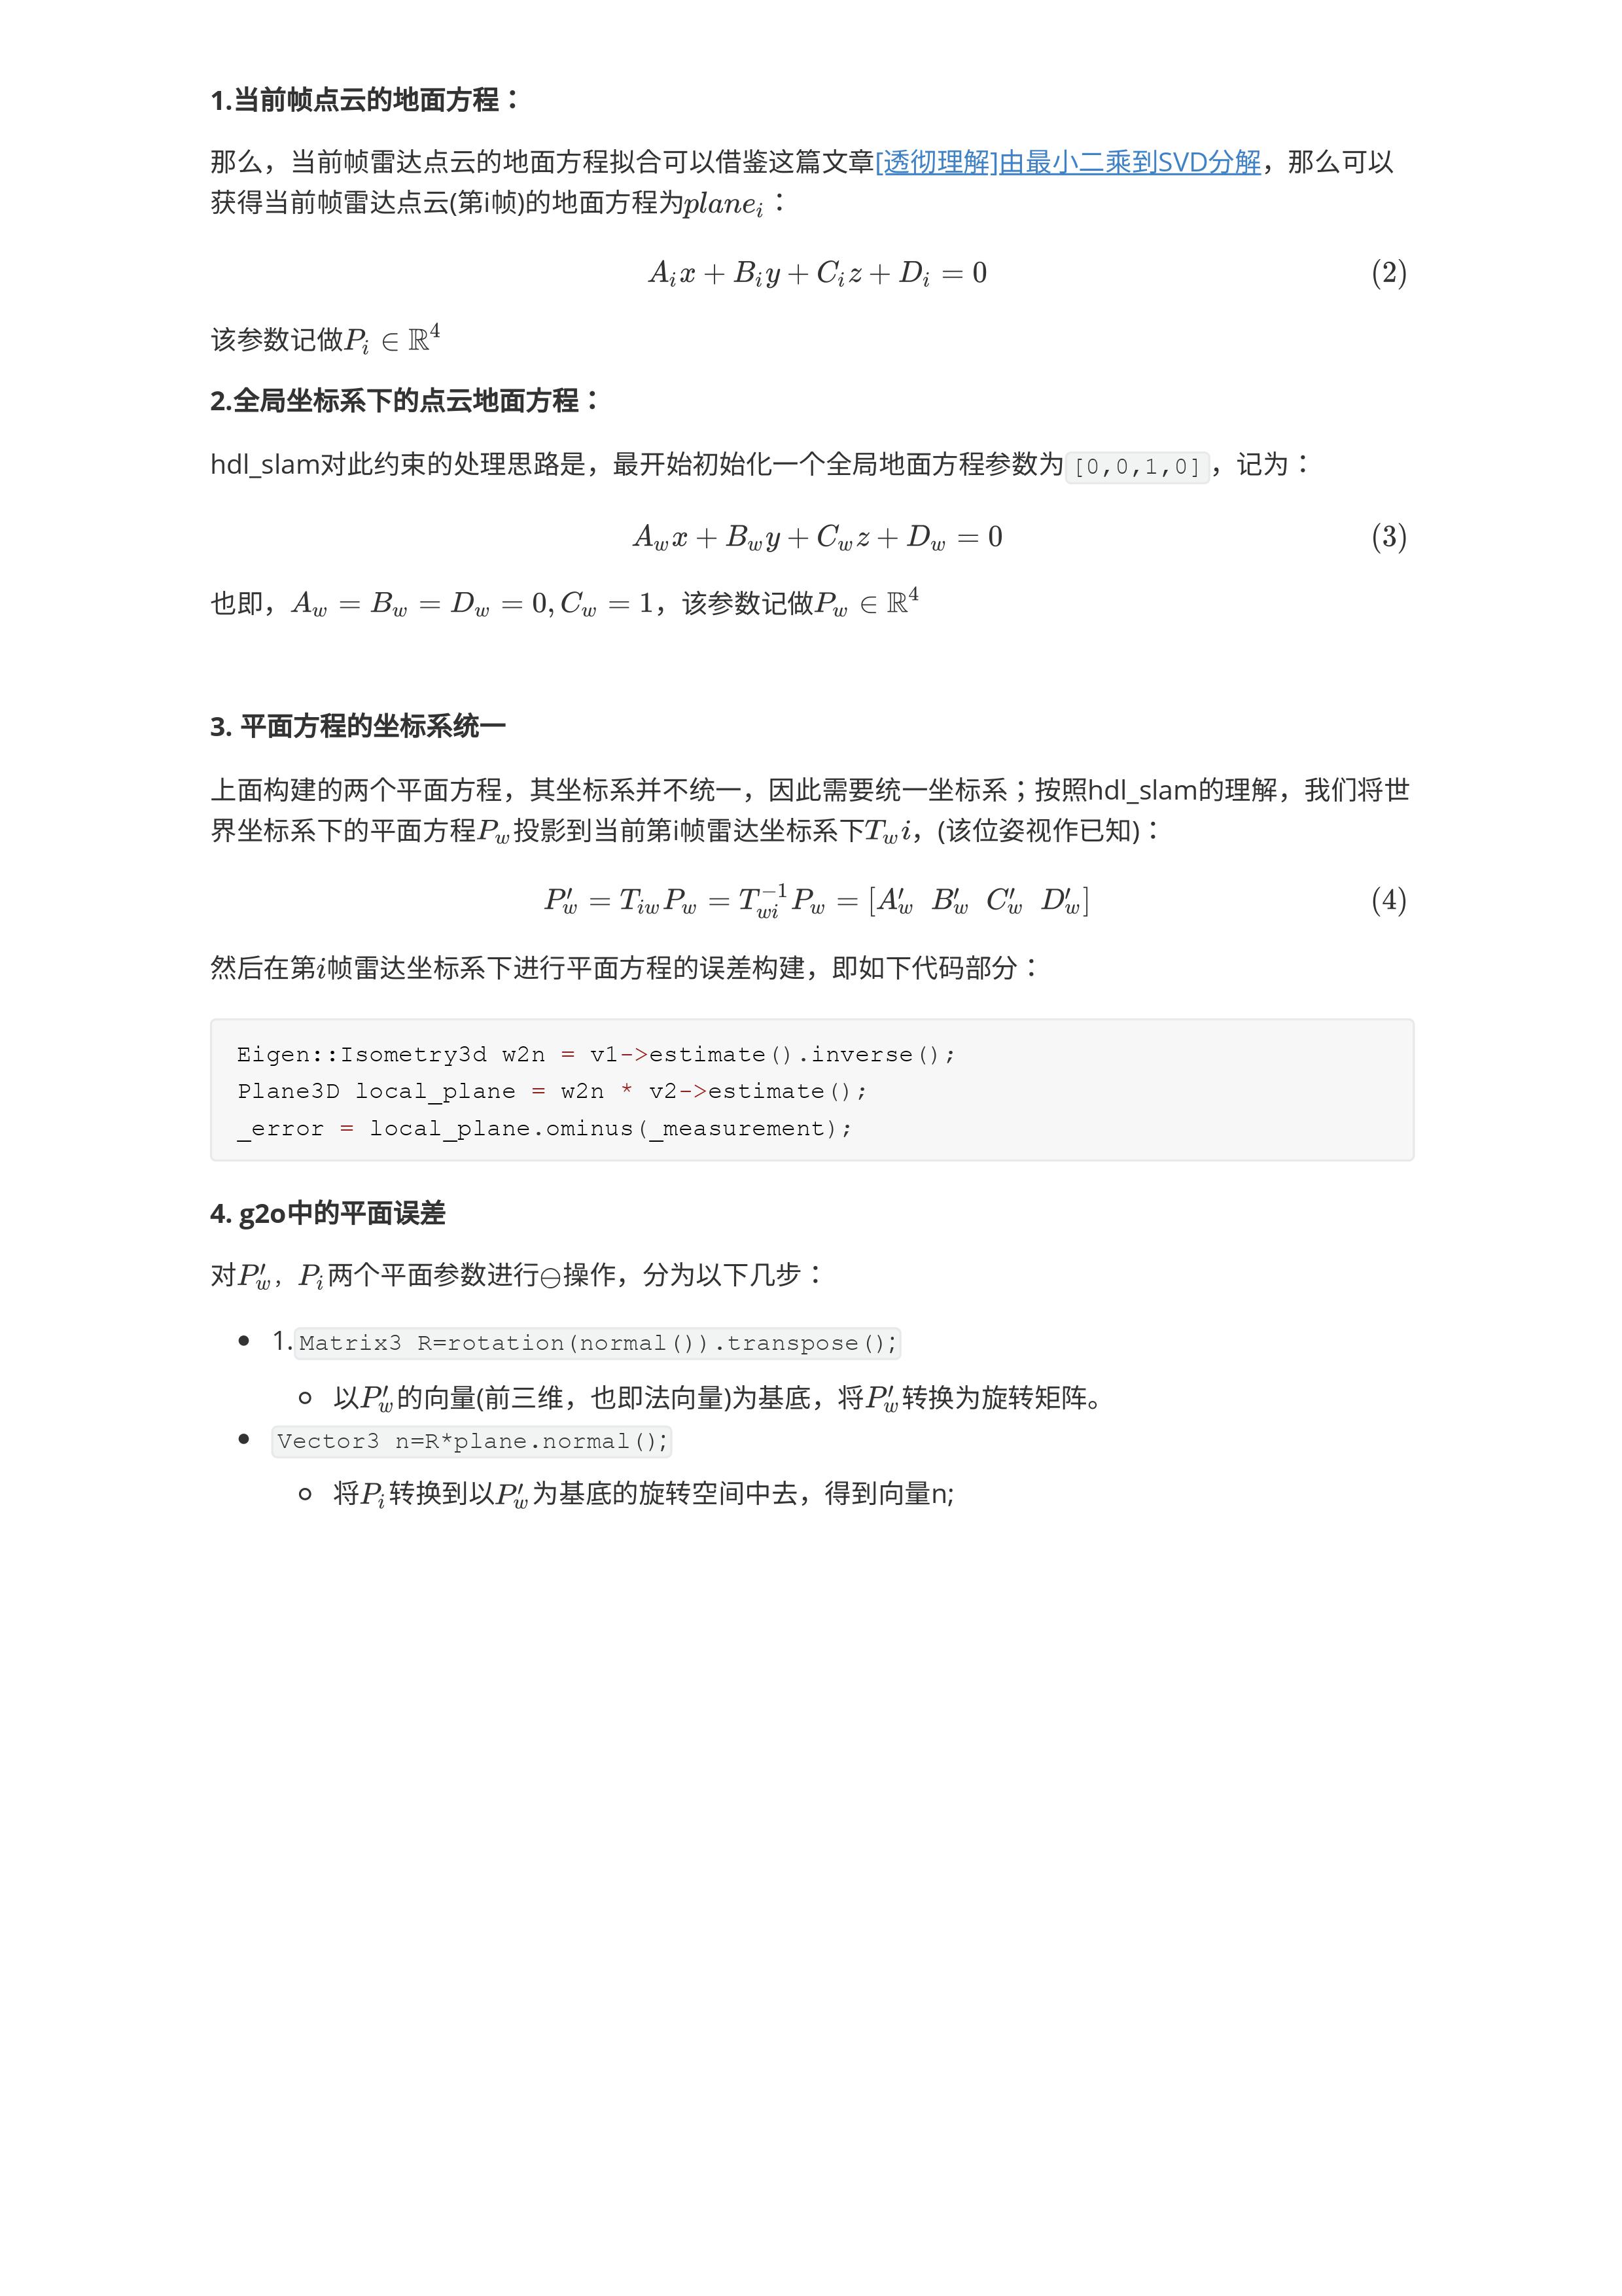 1.当前帧点云的地面方程：
那么，当前帧雷达点云的地面方程拟合可以借鉴这篇文章[透彻理解]由最小二乘到SVD分解，那么可以
获得当前帧雷达点云(第i帧)的地面方程为$plane_i$：
$A_i x + B_i y + C_i z + D_i = 0$ (2)
该参数记做$P_i \in \mathbb{R}^4$
2.全局坐标系下的点云地面方程：
hdl_slam对此约束的处理思路是，最开始初始化一个全局地面方程参数为[0,0,1,0]，记为：
$A_w x + B_w y + C_w z + D_w = 0$ (3)
也即，$A_w = B_w = D_w = 0, C_w = 1$，该参数记做$P_w \in \mathbb{R}^4$
3. 平面方程的坐标系统一
上面构建的两个平面方程，其坐标系并不统一，因此需要统一坐标系；按照hdl_slam的理解，我们将世
界坐标系下的平面方程$P_w$投影到当前第i帧雷达坐标系下$T_w i$，(该位姿视作已知)：
$P'_w = T_{iw} P_w = T_{wi}^{-1} P_w = [A'_w \; B'_w \; C'_w \; D'_w]$ (4)
然后在第$i$帧雷达坐标系下进行平面方程的误差构建，即如下代码部分：
Eigen::Isometry3d w2n = v1->estimate().inverse();
Plane3D local_plane = w2n * v2->estimate();
_error = local_plane.ominus(_measurement);
4. g2o中的平面误差
对$P'_w$，$P_i$两个平面参数进行⊖操作，分为以下几步：
• 1.Matrix3 R=rotation(normal()).transpose();
◦ 以$P'_w$的向量(前三维，也即法向量)为基底，将$P'_w$转换为旋转矩阵。
• Vector3 n=R*plane.normal();
◦ 将$P_i$转换到以$P'_w$为基底的旋转空间中去，得到向量n;